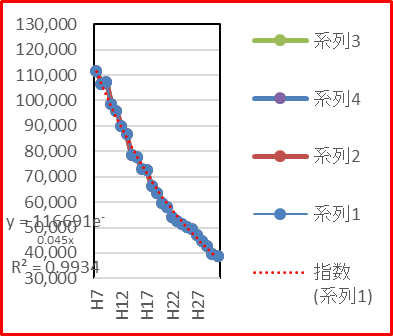 130,000
120,000
110,000
100,000
90,000
80,000
70,000
60,000
50,000
40,000
30,000
y = 116691e-
0.045x
R² = 0.9934
H7
H12
H17
H22
H27
系列3
系列4
系列2
系列1
指数
(系列1)